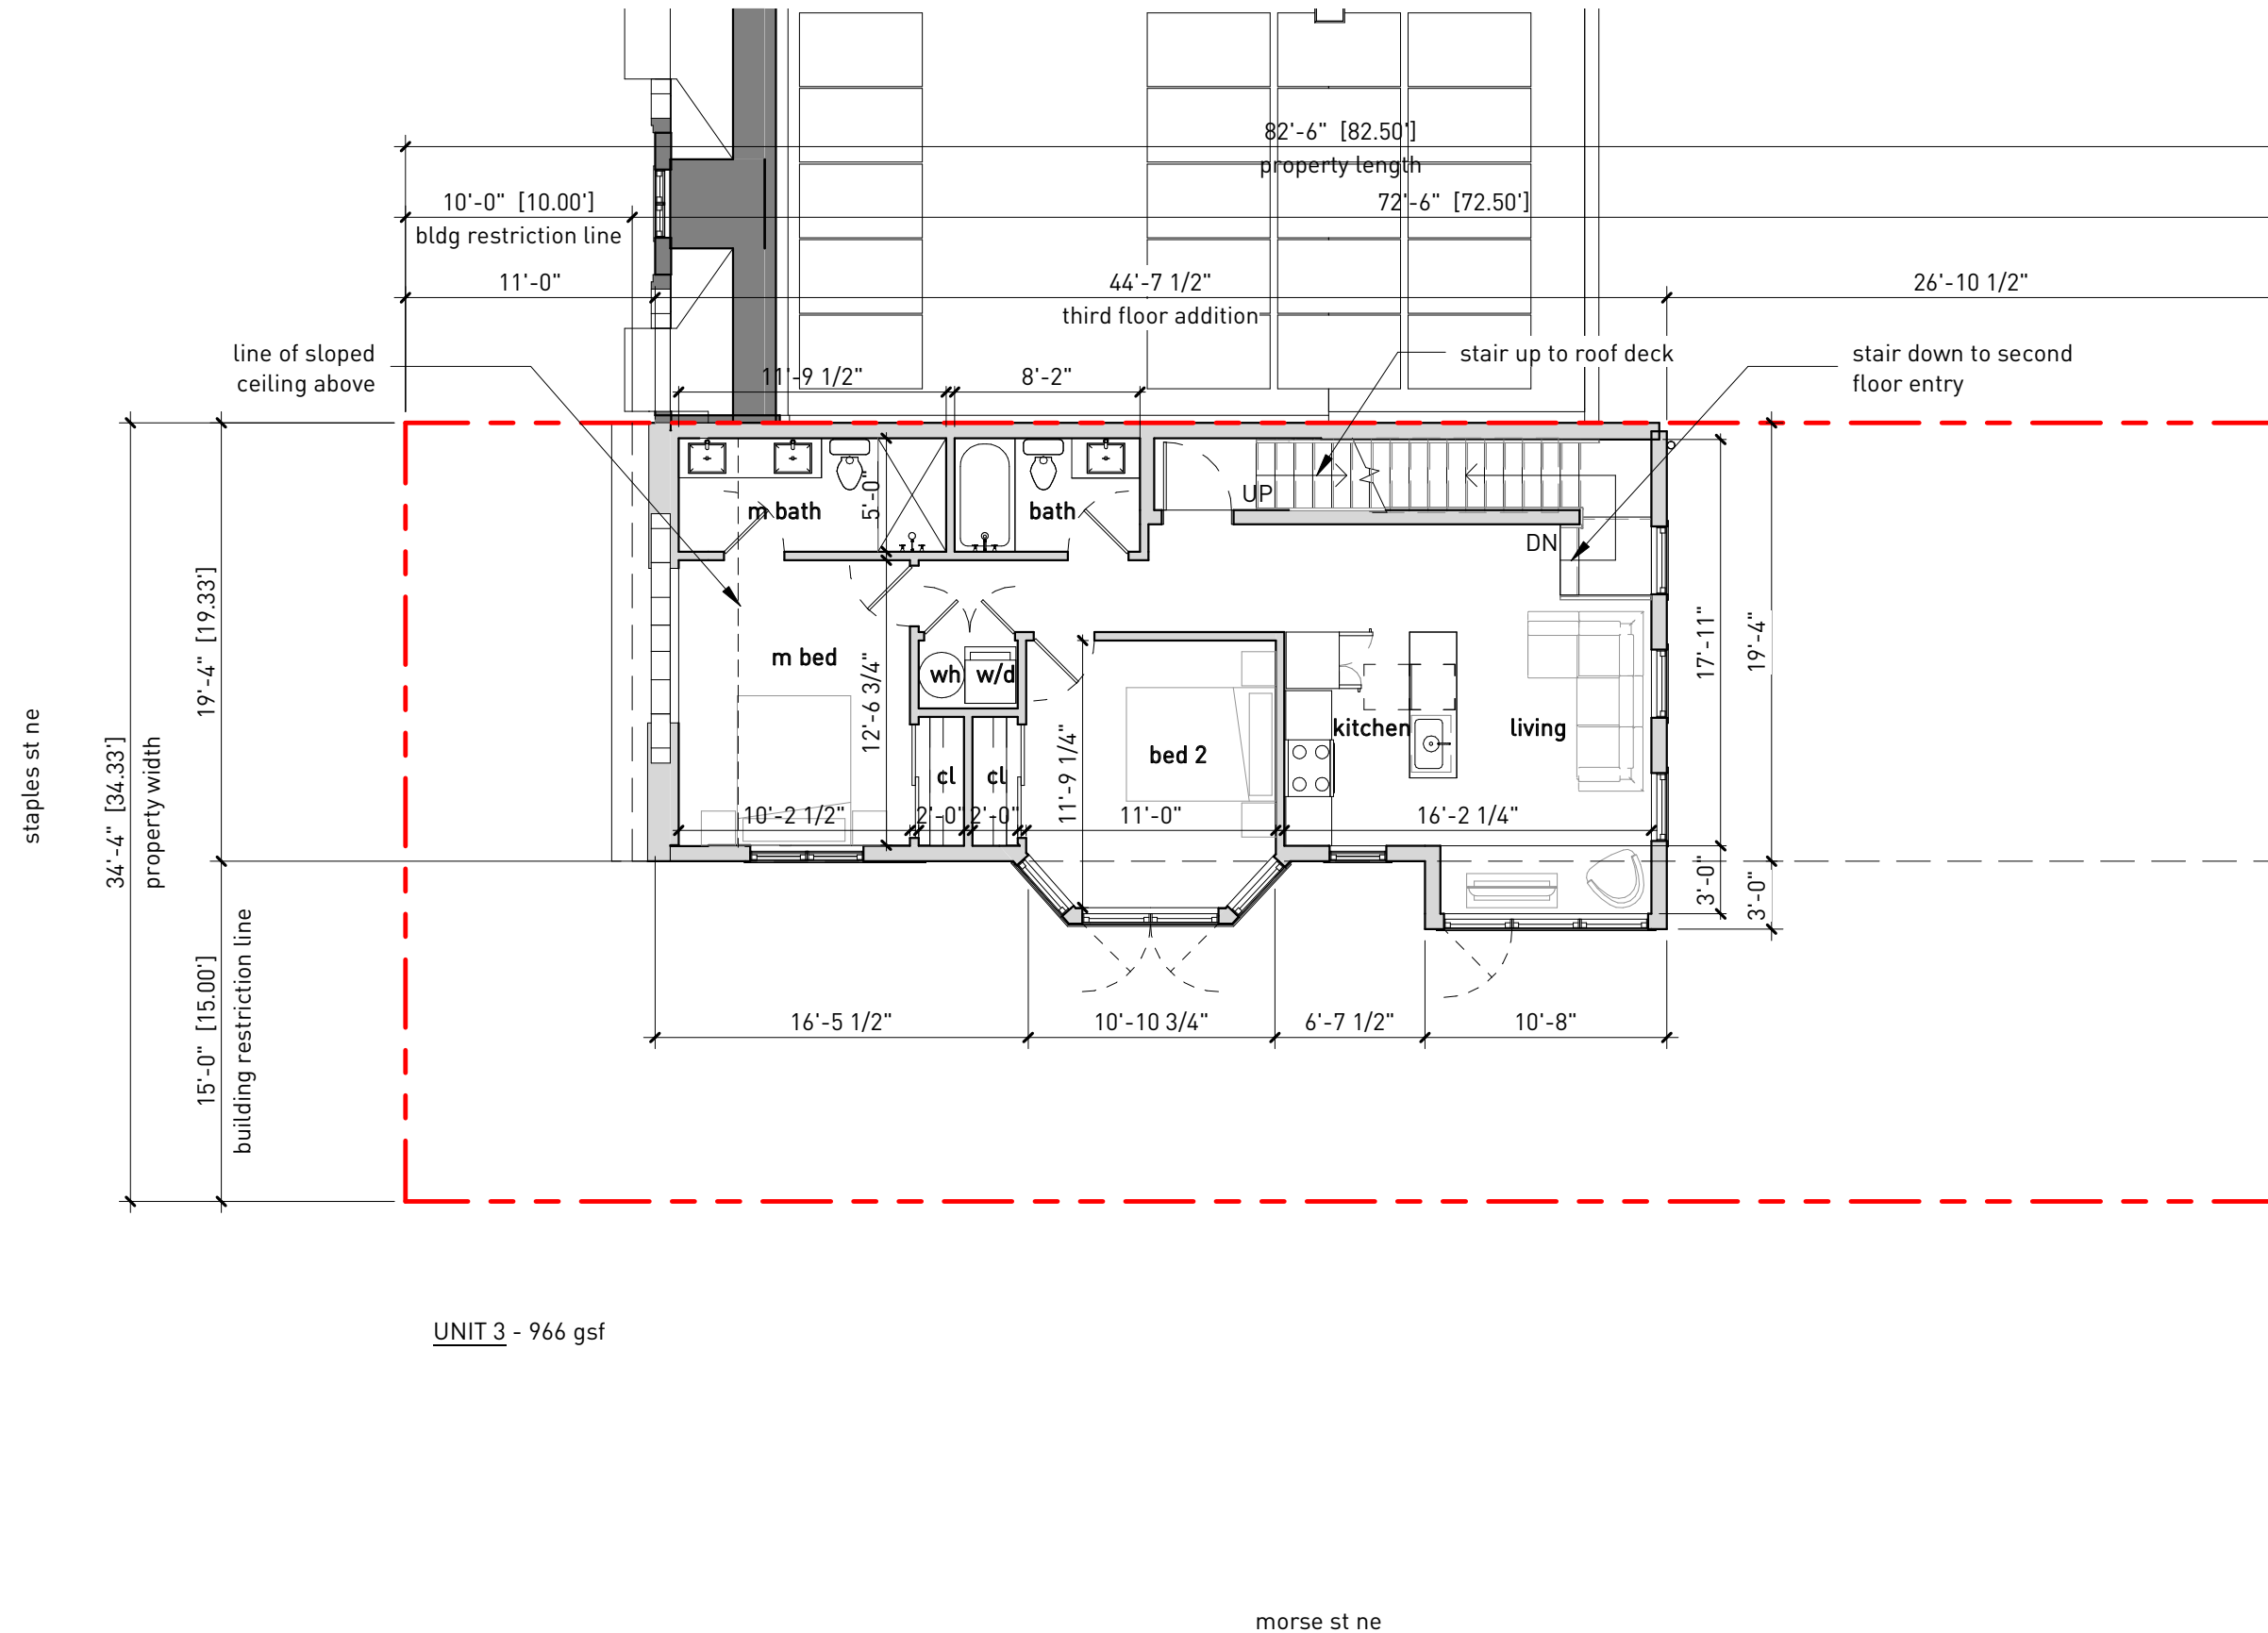 82'-6" [82.50']
property length
10'-0" [10.00']
bldg restriction line
72'-6" [72.50']
11'-0"
44'-7 1/2"
third floor addition
26'-10 1/2"
line of sloped
ceiling above
stair up to roof deck
stair down to second
floor entry
11'-9 1/2"
8'-2"
m bath
5'-0"
bath
UP
DN
19'-4" [19.33']
m bed
12'-6 3/4"
wh
w/d
cl
cl
11'-9 1/4"
bed 2
kitchen
living
17'-11"
19'-4"
10'-2 1/2"
2'-0"
2'-0"
11'-0"
16'-2 1/4"
3'-0"
3'-0"
staples st ne
34'-4" [34.33']
property width
15'-0" [15.00']
building restriction line
16'-5 1/2"
10'-10 3/4"
6'-7 1/2"
10'-8"
UNIT 3 - 966 gsf
morse st ne